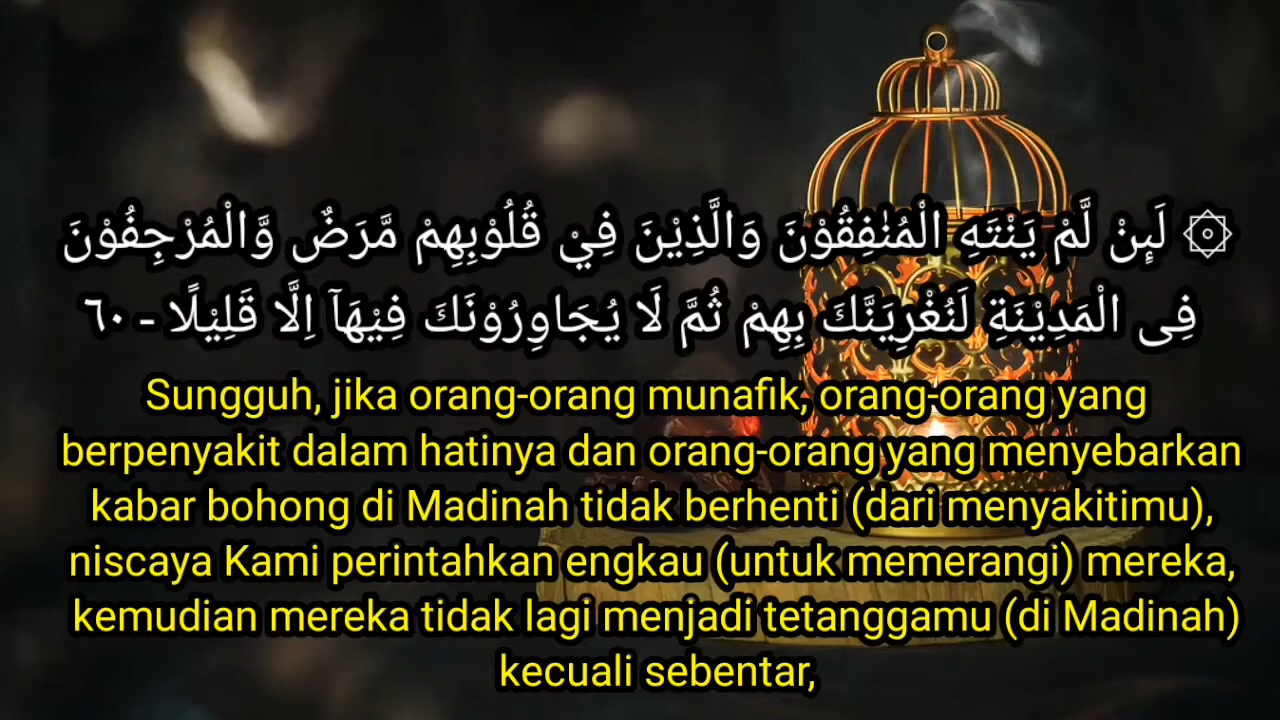 ۞ لَىِٕنْ لَّمْ يَنْتَهِ الْمُنٰفِقُوْنَ وَالَّذِيْنَ فِيْ قُلُوْبِهِمْ مَّرَضٌ وَّالْمُرْجِفُوْنَ
فِى الْمَدِيْنَةِ لَنُغْرِيَنَّكَ بِهِمْ ثُمَّ لَا يُجَاوِرُوْنَكَ فِيْهَآ اِلَّا قَلِيْلًا - ٦٠
Sungguh, jika orang-orang munafik, orang-orang yang
berpenyakit dalam hatinya dan orang-orang yang menyebarkan
kabar bohong di Madinah tidak berhenti (dari menyakitimu),
niscaya Kami perintahkan engkau (untuk memerangi) mereka,
kemudian mereka tidak lagi menjadi tetanggamu (di Madinah)
kecuali sebentar,